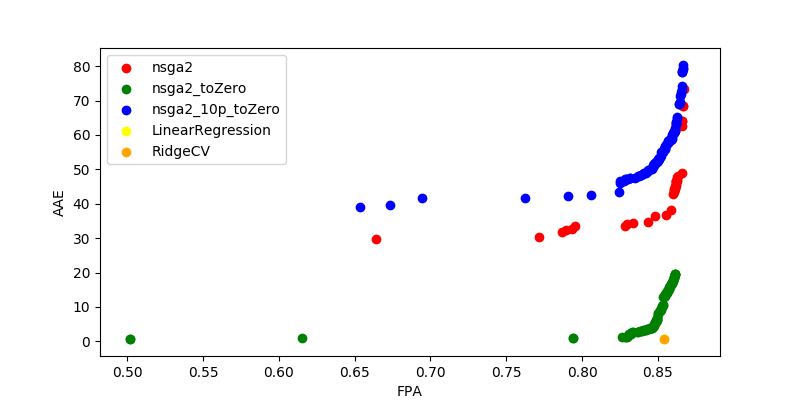 80
70
60
50
40
30
20
10
0
AAE
nsga2
nsga2_toZero
nsga2_10p_toZero
LinearRegression
RidgeCV
0.50 0.55 0.60 0.65 0.70 0.75 0.80 0.85
FPA